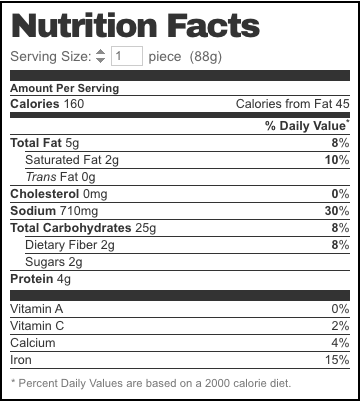 Nutrition Facts
Serving Size: 1 piece (88g)
Amount Per Serving
Calories 160 Calories from Fat 45
% Daily Value*
Total Fat 5g 8%
Saturated Fat 2g 10%
Trans Fat 0g
Cholesterol 0mg 0%
Sodium 710mg 30%
Total Carbohydrates 25g 8%
Dietary Fiber 2g 8%
Sugars 2g
Protein 4g
Vitamin A 0%
Vitamin C 2%
Calcium 4%
Iron 15%
* Percent Daily Values are based on a 2000 calorie diet.